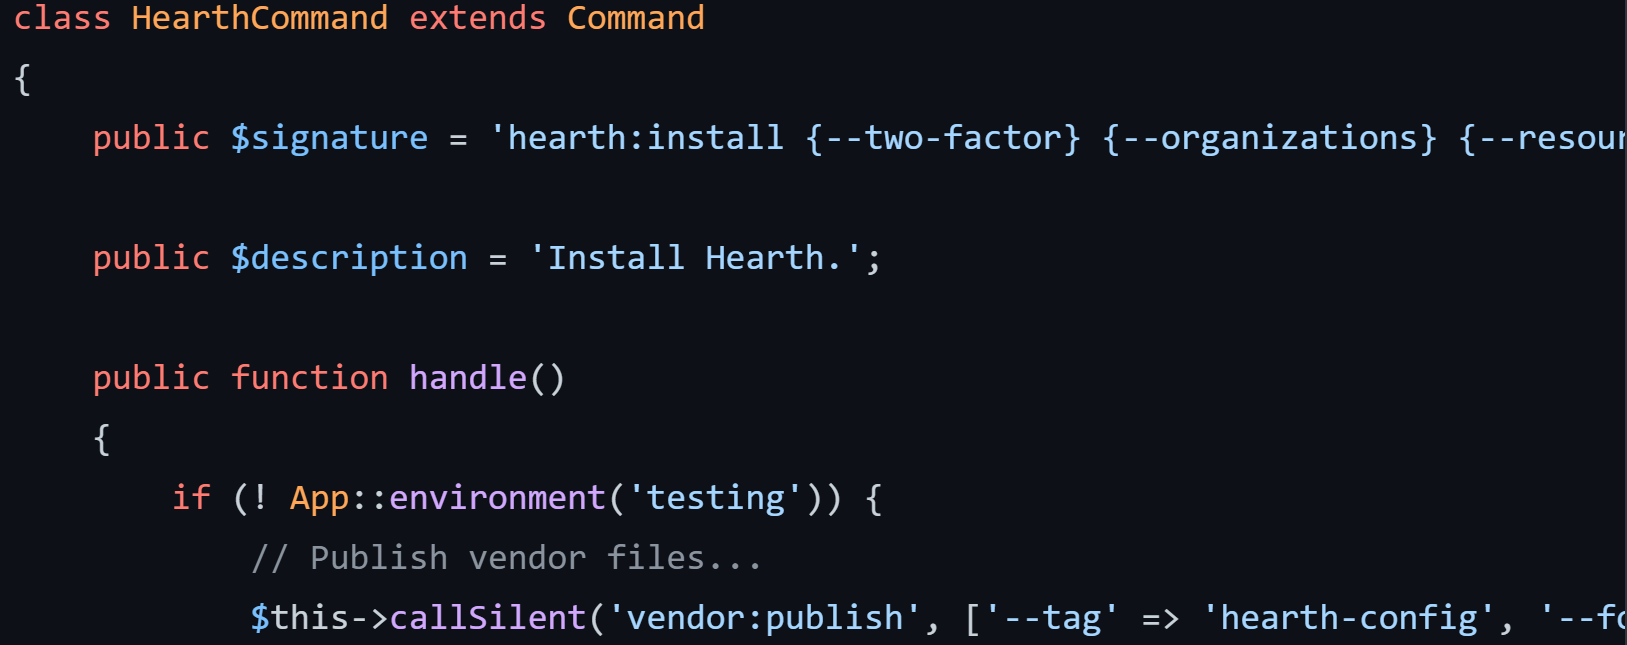 class HearthCommand extends Command
{
    public $signature = 'hearth:install {--two-factor} {--organizations} {--resour
    public $description = 'Install Hearth.';
    public function handle()
    {
        if (! App::environment('testing')) {
            // Publish vendor files...
            $this->callSilent('vendor:publish', ['--tag' => 'hearth-config', '--fo